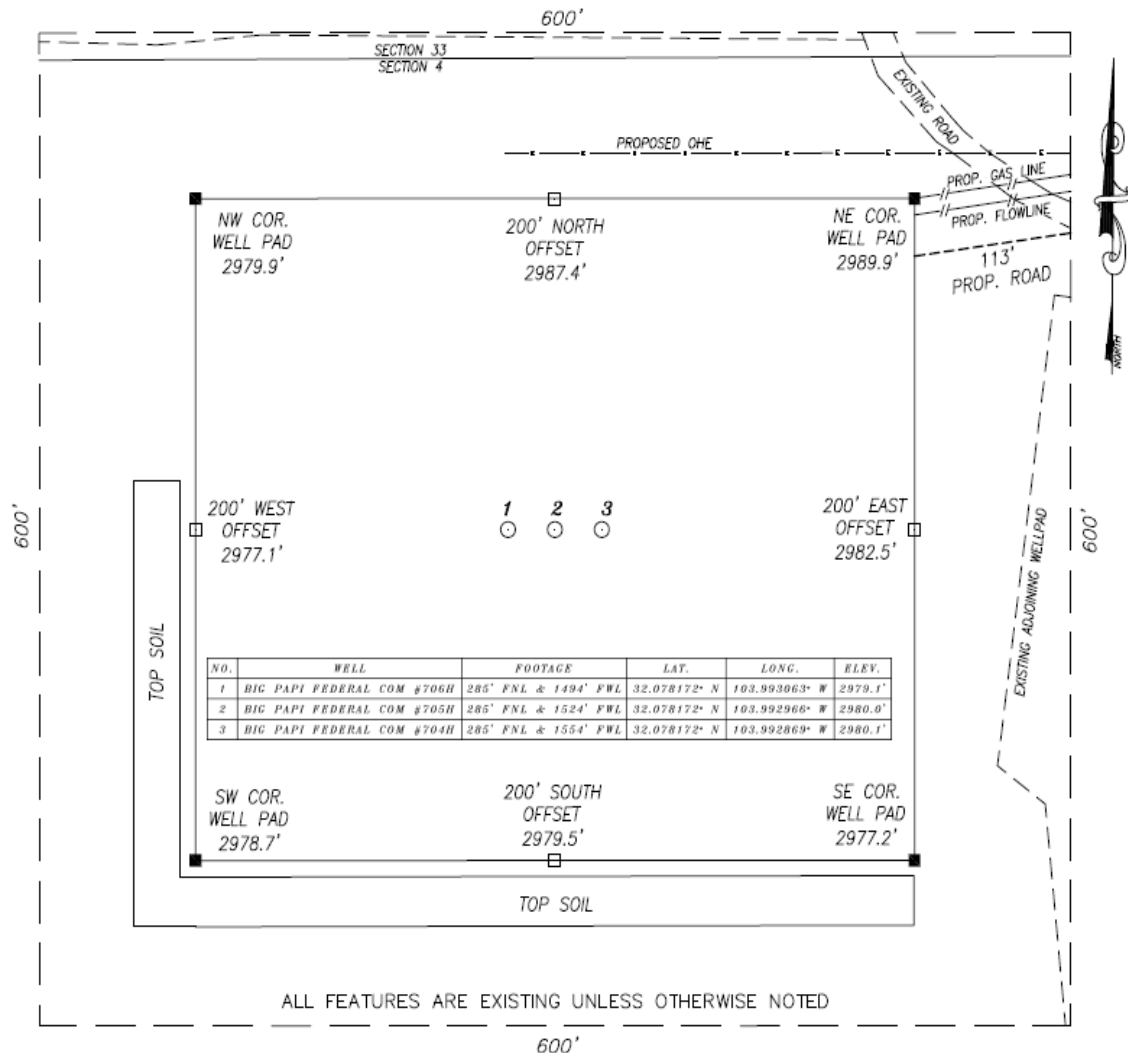 600'
SECTION 33
SECTION 4
EXISTING ROAD
PROPOSED OHE
PROP. GAS LINE
PROP. FLOWLINE
113'
PROP. ROAD
NORTH
NW COR.
WELL PAD
2979.9'
200' NORTH
OFFSET
2987.4'
NE COR.
WELL PAD
2989.9'
600'
200' WEST
OFFSET
2977.1'
1 2 3
200' EAST
OFFSET
2982.5'
600'
EXISTING ADJOINING WELLPAD
TOP SOIL
NO. WELL FOOTAGE LAT. LONG. ELEV.
1 BIG PAPI FEDERAL COM #706H 285' FNL & 1494' FWL 32.078172° N 103.993063° W 2979.1'
2 BIG PAPI FEDERAL COM #705H 285' FNL & 1524' FWL 32.078172° N 103.992966° W 2980.0'
3 BIG PAPI FEDERAL COM #704H 285' FNL & 1554' FWL 32.078172° N 103.992869° W 2980.1'
SW COR.
WELL PAD
2978.7'
200' SOUTH
OFFSET
2979.5'
SE COR.
WELL PAD
2977.2'
TOP SOIL
ALL FEATURES ARE EXISTING UNLESS OTHERWISE NOTED
600'